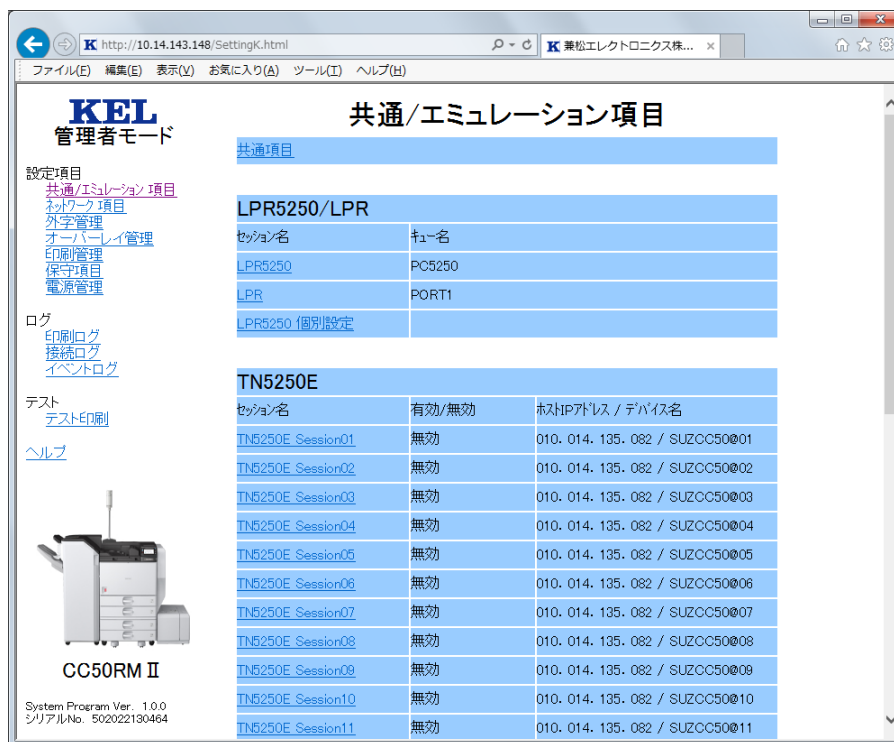 http://10.14.143.148/SettingK.html
K 兼松エレクトロニクス株... ×
ファイル(F) 編集(E) 表示(V) お気に入り(A) ツール(T) ヘルプ(H)
KEL
管理者モード
設定項目
共通/エミュレーション 項目
ネットワーク 項目
外字管理
オーバーレイ管理
印刷管理
保守項目
電源管理
ログ
印刷ログ
接続ログ
イベントログ
テスト
テスト印刷
ヘルプ
CC50RMⅡ
System Program Ver. 1.0.0
シリアルNo. 502022130464
共通/エミュレーション項目
共通項目
LPR5250/LPR
セッション名 キュー名
LPR5250 PC5250
LPR PORT1
LPR5250 個別設定
TN5250E
セッション名 有効/無効 ホストIPアドレス / デバイス名
TN5250E Session01 無効 010. 014. 135. 082 / SUZCC50@01
TN5250E Session02 無効 010. 014. 135. 082 / SUZCC50@02
TN5250E Session03 無効 010. 014. 135. 082 / SUZCC50@03
TN5250E Session04 無効 010. 014. 135. 082 / SUZCC50@04
TN5250E Session05 無効 010. 014. 135. 082 / SUZCC50@05
TN5250E Session06 無効 010. 014. 135. 082 / SUZCC50@06
TN5250E Session07 無効 010. 014. 135. 082 / SUZCC50@07
TN5250E Session08 無効 010. 014. 135. 082 / SUZCC50@08
TN5250E Session09 無効 010. 014. 135. 082 / SUZCC50@09
TN5250E Session10 無効 010. 014. 135. 082 / SUZCC50@10
TN5250E Session11 無効 010. 014. 135. 082 / SUZCC50@11